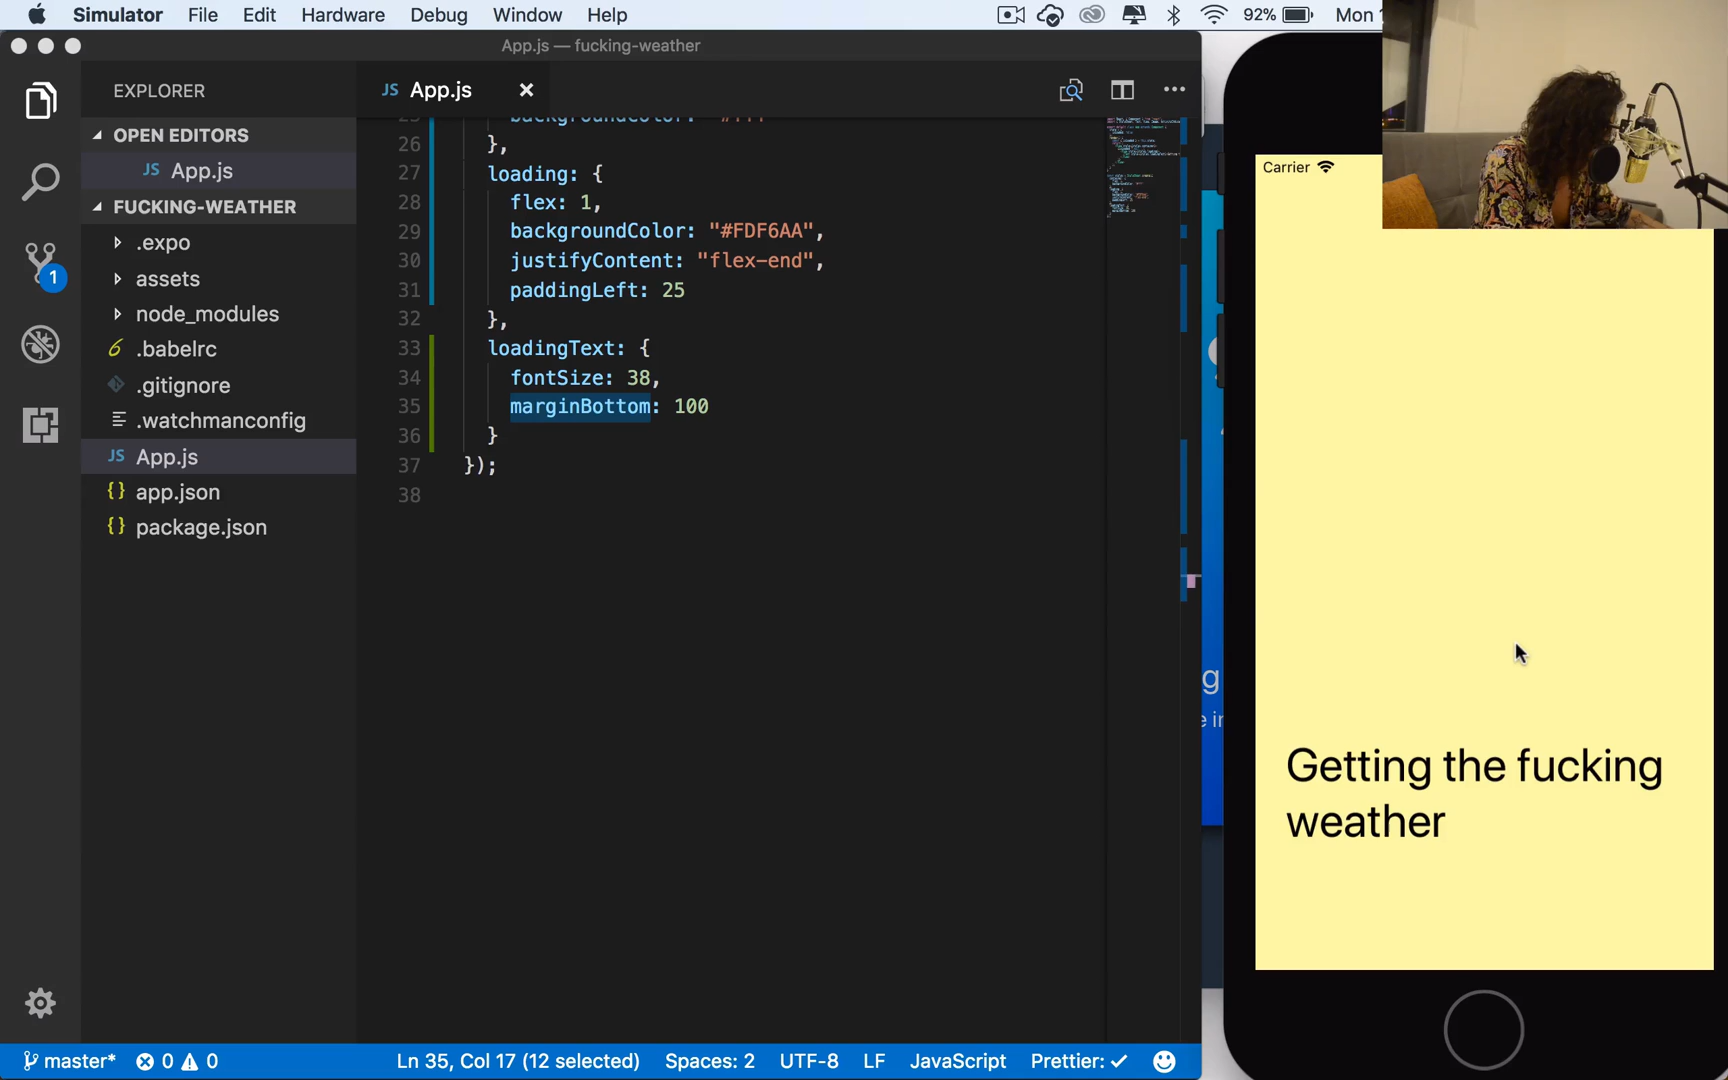 Simulator File Edit Hardware Debug Window Help 92% Mon
App.js — fucking-weather
EXPLORER
OPEN EDITORS
JS App.js
FUCKING-WEATHER
.expo
assets
node_modules
.babelrc
.gitignore
.watchmanconfig
JS App.js
{} app.json
{} package.json
1
JS App.js
26 },
27 loading: {
28 flex: 1,
29 backgroundColor: "#FDF6AA",
30 justifyContent: "flex-end",
31 paddingLeft: 25
32 },
33 loadingText: {
34 fontSize: 38,
35 marginBottom: 100
36 }
37 });
38
Carrier
Getting the fucking
weather
master* 0 0 Ln 35, Col 17 (12 selected) Spaces: 2 UTF-8 LF JavaScript Prettier: ✓